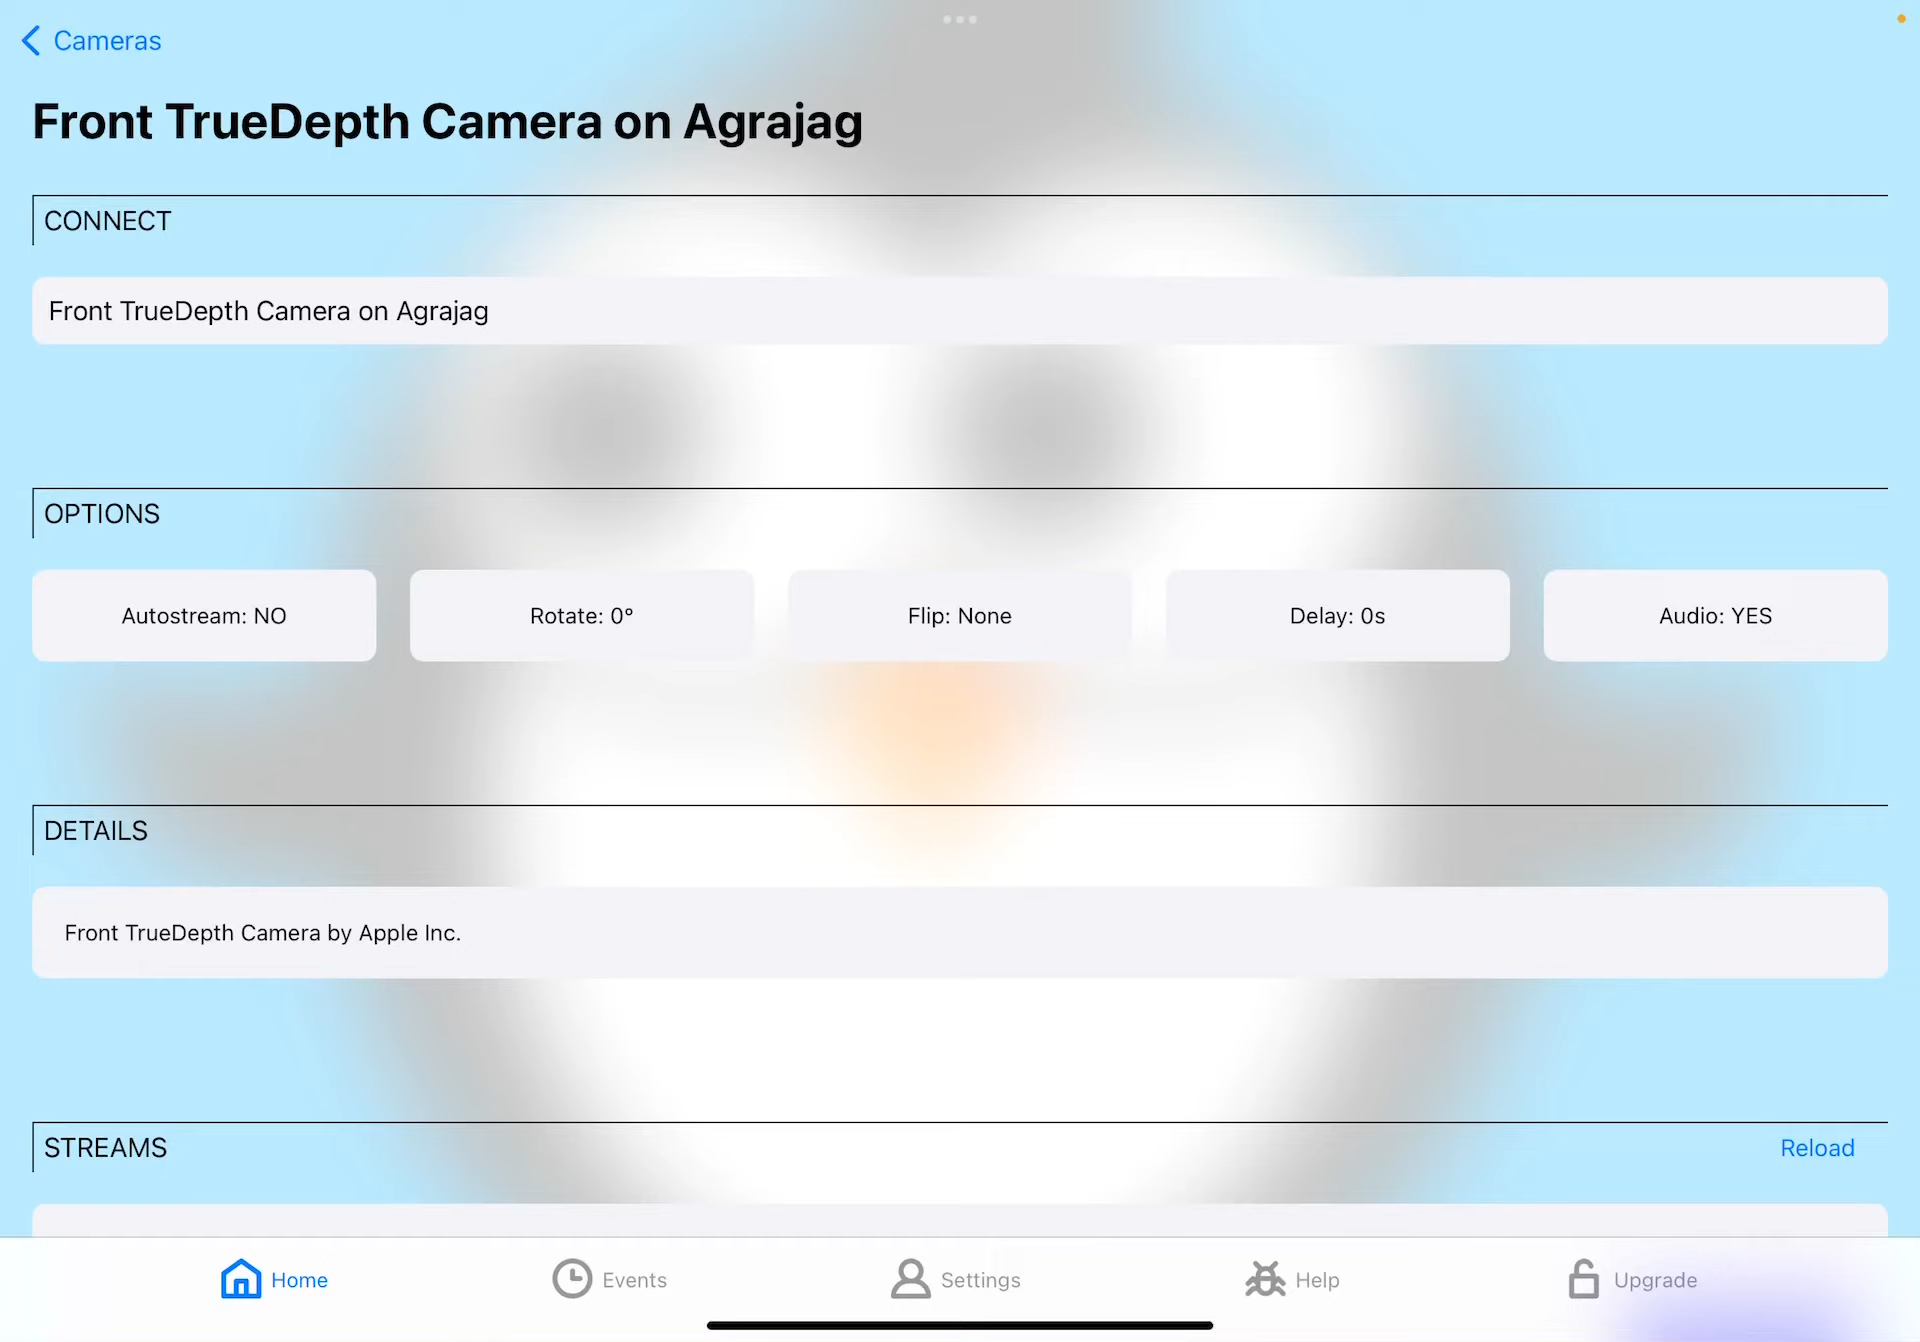 Cameras
Front TrueDepth Camera on Agrajag
CONNECT
Front TrueDepth Camera on Agrajag
OPTIONS
Autostream: NO
Rotate: 0°
Flip: None
Delay: 0s
Audio: YES
DETAILS
Front TrueDepth Camera by Apple Inc.
STREAMS
Reload
Home
Events
Settings
Help
Upgrade